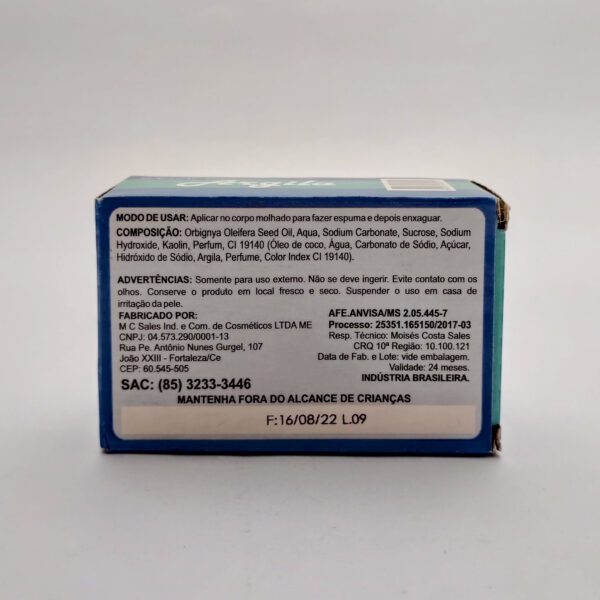 Argila
MODO DE USAR: Aplicar no corpo molhado para fazer espuma e depois enxaguar.
COMPOSIÇÃO: Orbignya Oleifera Seed Oil, Aqua, Sodium Carbonate, Sucrose, Sodium
Hydroxide, Kaolin, Perfum, CI 19140 (Óleo de coco, Água, Carbonato de Sódio, Açúcar,
Hidróxido de Sódio, Argila, Perfume, Color Index CI 19140).
ADVERTÊNCIAS: Somente para uso externo. Não se deve ingerir. Evite contato com os
olhos. Conserve o produto em local fresco e seco. Suspender o uso em casa de
irritação da pele.
FABRICADO POR:
M C Sales Ind. e Com. de Cosméticos LTDA ME
CNPJ: 04.573.290/0001-13
Rua Pe. Antônio Nunes Gurgel, 107
João XXIII - Fortaleza/Ce
CEP: 60.545-505
SAC: (85) 3233-3446
AFE.ANVISA/MS 2.05.445-7
Processo: 25351.165150/2017-03
Resp. Técnico: Moisés Costa Sales
CRQ 10ª Região: 10.100.121
Data de Fab. e Lote: vide embalagem.
Validade: 24 meses.
INDÚSTRIA BRASILEIRA.
MANTENHA FORA DO ALCANCE DE CRIANÇAS
F:16/08/22 L.09